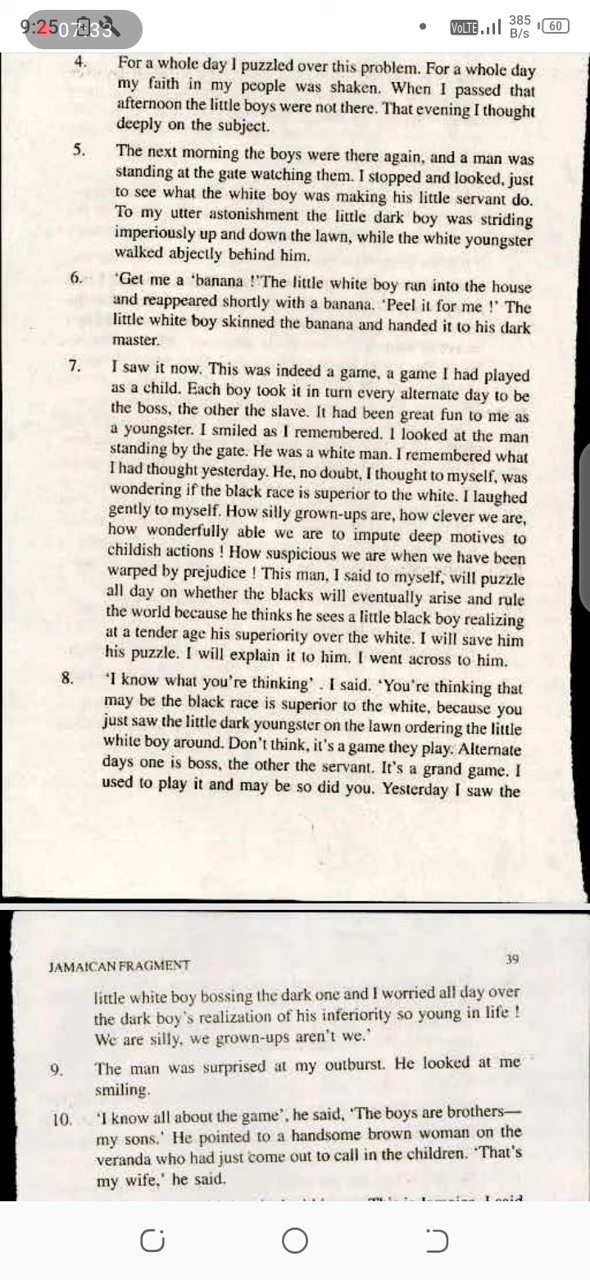 9:25
07:33
VoLTE
385
B/s
60
4. For a whole day I puzzled over this problem. For a whole day
my faith in my people was shaken. When I passed that
afternoon the little boys were not there. That evening I thought
deeply on the subject.
5. The next morning the boys were there again, and a man was
standing at the gate watching them. I stopped and looked, just
to see what the white boy was making his little servant do.
To my utter astonishment the little dark boy was striding
imperiously up and down the lawn, while the white youngster
walked abjectly behind him.
6. 'Get me a 'banana !'The little white boy run into the house
and reappeared shortly with a banana. 'Peel it for me !' The
little white boy skinned the banana and handed it to his dark
master.
7. I saw it now. This was indeed a game, a game I had played
as a child. Each boy took it in turn every alternate day to be
the boss, the other the slave. It had been great fun to me as
a youngster. I smiled as I remembered. I looked at the man
standing by the gate. He was a white man. I remembered what
I had thought yesterday. He, no doubt, I thought to myself, was
wondering if the black race is superior to the white. I laughed
gently to myself. How silly grown-ups are, how clever we are,
how wonderfully able we are to impute deep motives to
childish actions ! How suspicious we are when we have been
warped by prejudice ! This man, I said to myself, will puzzle
all day on whether the blacks will eventually arise and rule
the world because he thinks he sees a little black boy realizing
at a tender age his superiority over the white. I will save him
his puzzle. I will explain it to him. I went across to him.
8. 'I know what you're thinking' . I said. 'You're thinking that
may be the black race is superior to the white, because you
just saw the little dark youngster on the lawn ordering the little
white boy around. Don't think, it's a game they play. Alternate
days one is boss, the other the servant. It's a grand game. I
used to play it and may be so did you. Yesterday I saw the
JAMAICAN FRAGMENT 39
little white boy bossing the dark one and I worried all day over
the dark boy's realization of his inferiority so young in life !
We are silly, we grown-ups aren't we.'
9. The man was surprised at my outburst. He looked at me
smiling.
10. 'I know all about the game', he said, 'The boys are brothers—
my sons.' He pointed to a handsome brown woman on the
veranda who had just come out to call in the children. 'That's
my wife,' he said.